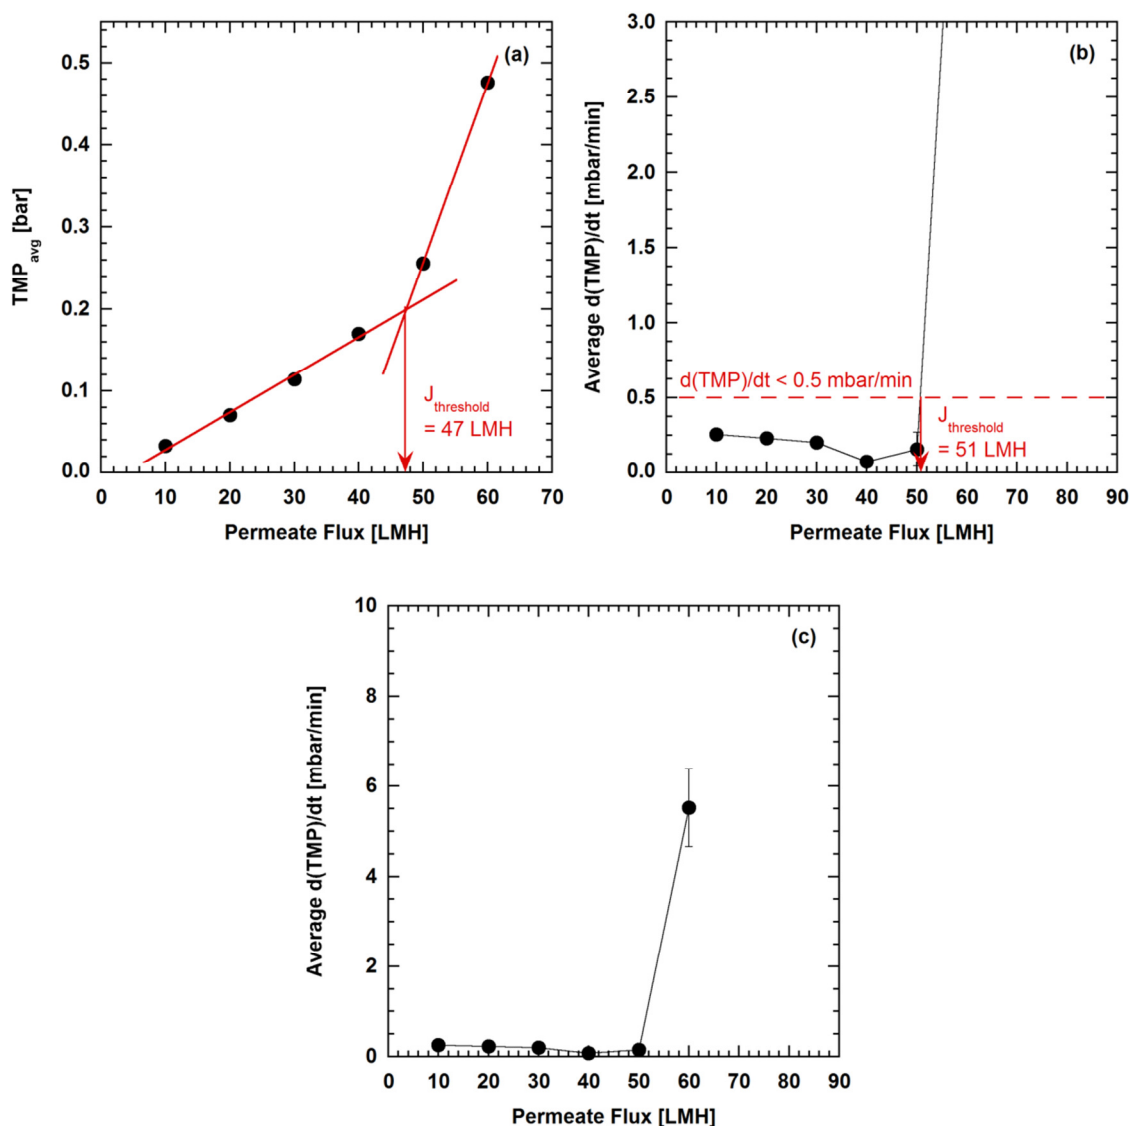 (a)
TMP_avg [bar]
0.5
0.4
0.3
0.2
0.1
0.0
J_threshold
= 47 LMH
0 10 20 30 40 50 60 70
Permeate Flux [LMH]
(b)
Average d(TMP)/dt [mbar/min]
3.0
2.5
2.0
1.5
1.0
0.5
0.0
d(TMP)/dt < 0.5 mbar/min
J_threshold
= 51 LMH
0 10 20 30 40 50 60 70 80 90
Permeate Flux [LMH]
(c)
Average d(TMP)/dt [mbar/min]
10
8
6
4
2
0
0 10 20 30 40 50 60 70 80 90
Permeate Flux [LMH]